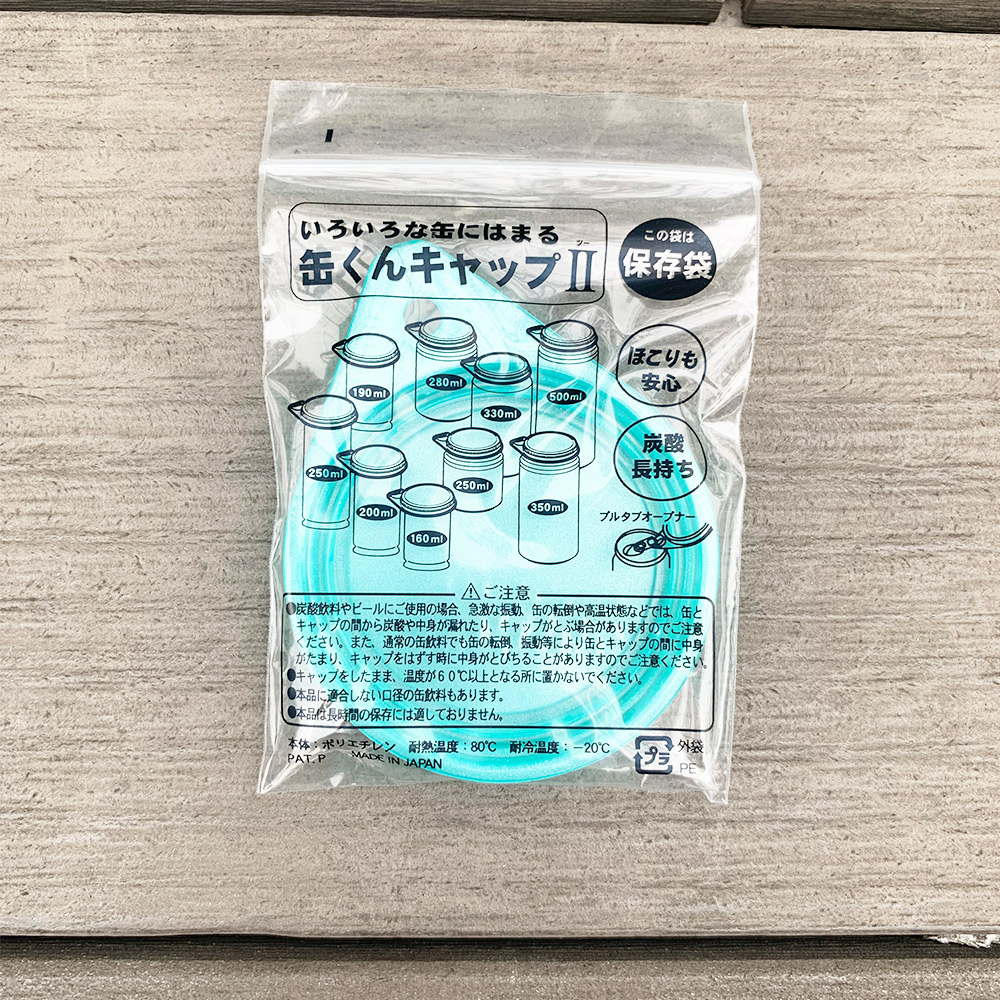 いろいろな缶にはまる
缶くんキャップⅡ
ツー
この袋は
保存袋
ほこりも
安心
炭酸
長持ち
190ml
280ml
330ml
500ml
250ml
200ml
160ml
250ml
350ml
プルタブオープナー
ご注意
●炭酸飲料やビールにご使用の場合、急激な振動、缶の転倒や高温状態などでは、缶と
キャップの間から炭酸や中身が漏れたり、キャップがとぶ場合がありますのでご注意
ください。また、通常の缶飲料でも缶の転倒、振動等により缶とキャップの間に中身
がたまり、キャップをはずす時に中身がとびちることがありますのでご注意ください。
●キャップをしたまま、温度が60℃以上となる所に置かないでください。
●本品に適合しない口径の缶飲料もあります。
●本品は長時間の保存には適しておりません。
本体：ポリエチレン 耐熱温度：80℃ 耐冷温度：－20℃
PAT. P MADE IN JAPAN
プラ
外袋
PE